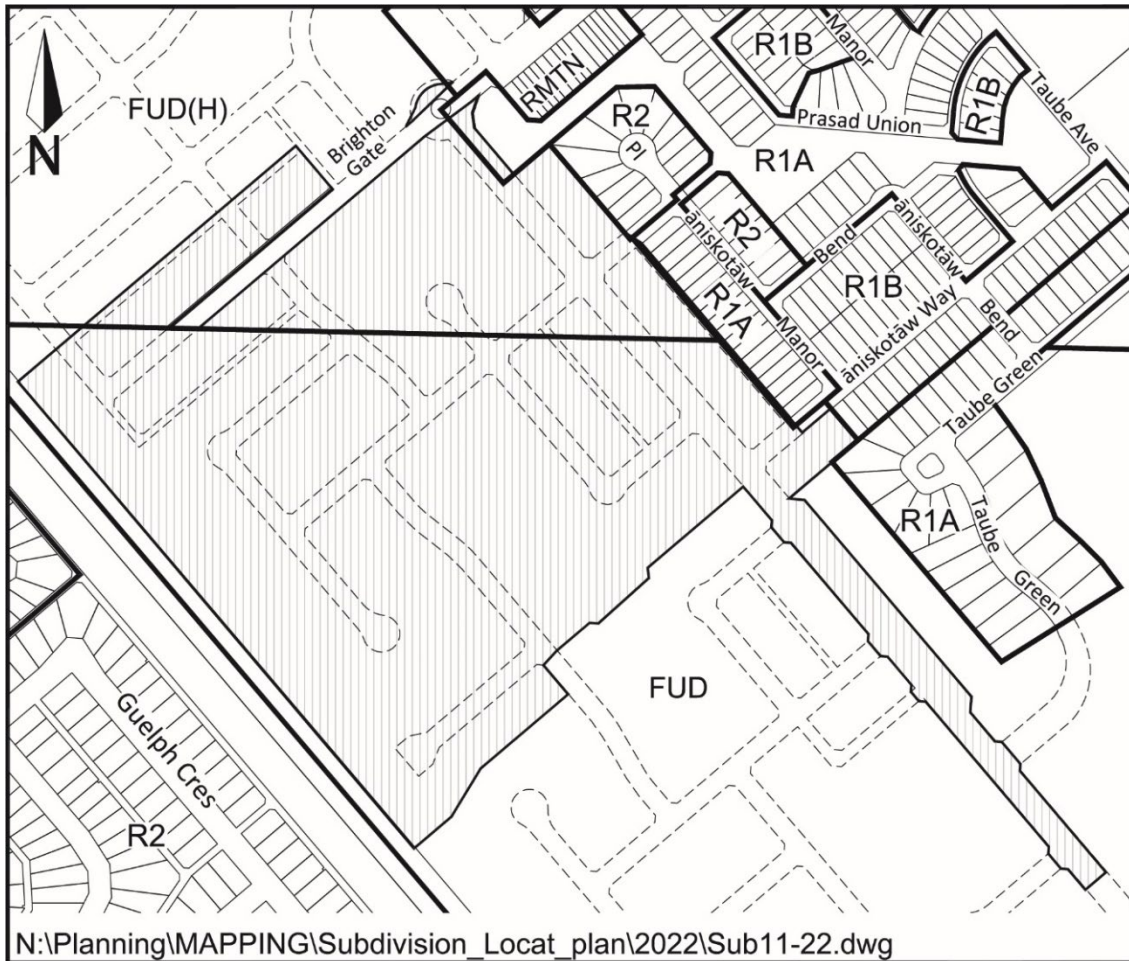 R1B
Manor
R1B
Taube Ave
RMTN
FUD(H)
Brighton
Gate
R2
Pl
Prasad Union
R1A
N
R2
āniskotāw
Manor
R1A
Bend
āniskotāw
R1B
āniskotāw Way
Bend
Taube Green
R1A
Taube
Green
FUD
Guelph Cres
R2
N:\Planning\MAPPING\Subdivision_Locat_plan\2022\Sub11-22.dwg